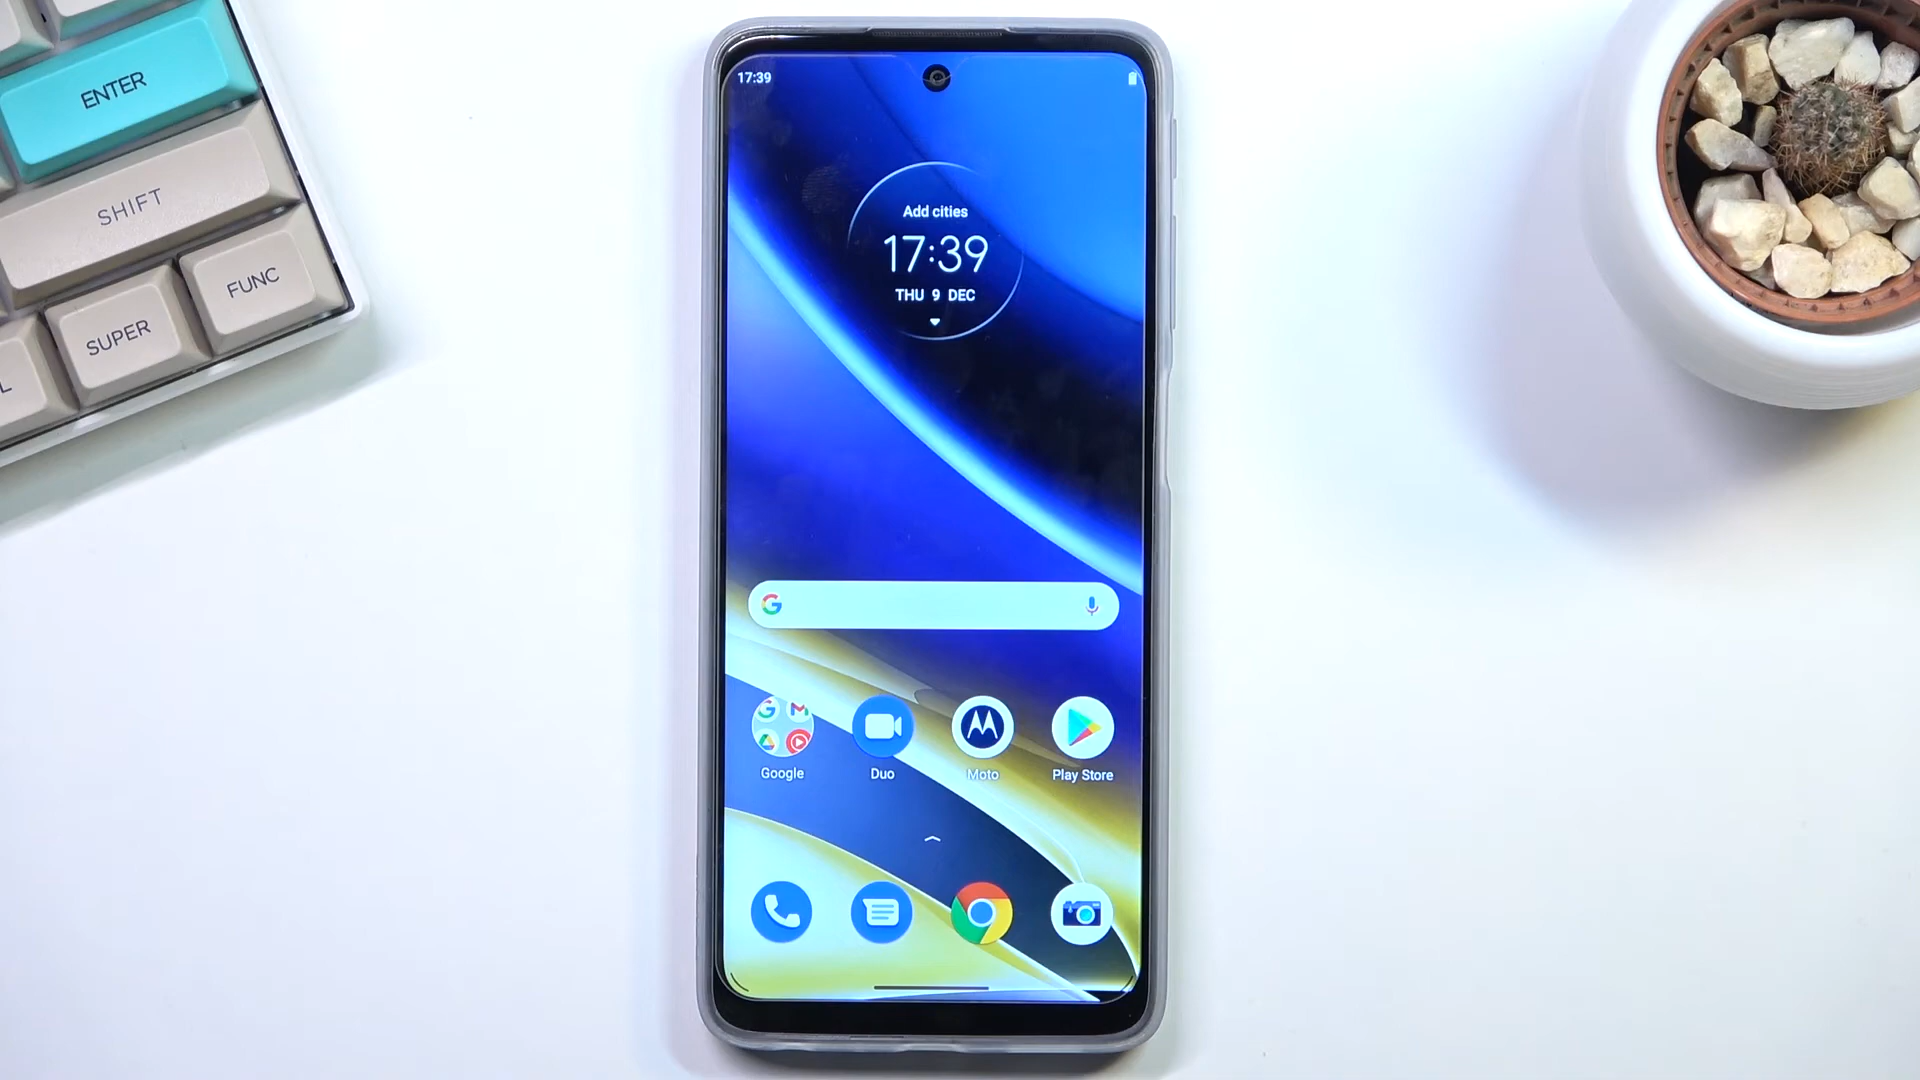 ENTER
SHIFT
FUNC
SUPER
L
17:39
Add cities
17:39
THU 9 DEC
Google
Duo
Moto
Play Store